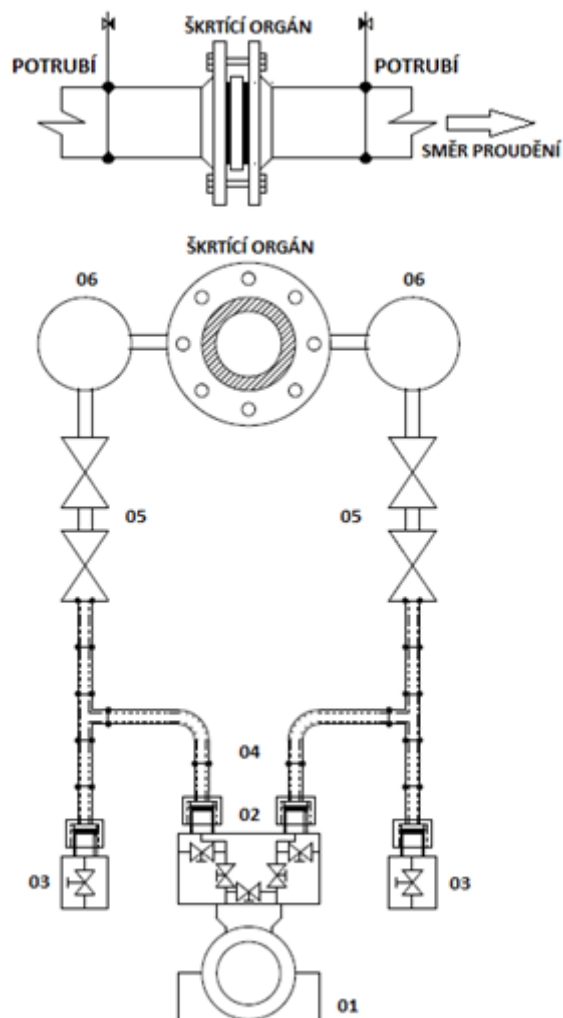 ŠKRTÍCÍ ORGÁN
POTRUBÍ
POTRUBÍ
SMĚR PROUDĚNÍ
ŠKRTÍCÍ ORGÁN
06
06
05
05
04
02
03
03
01